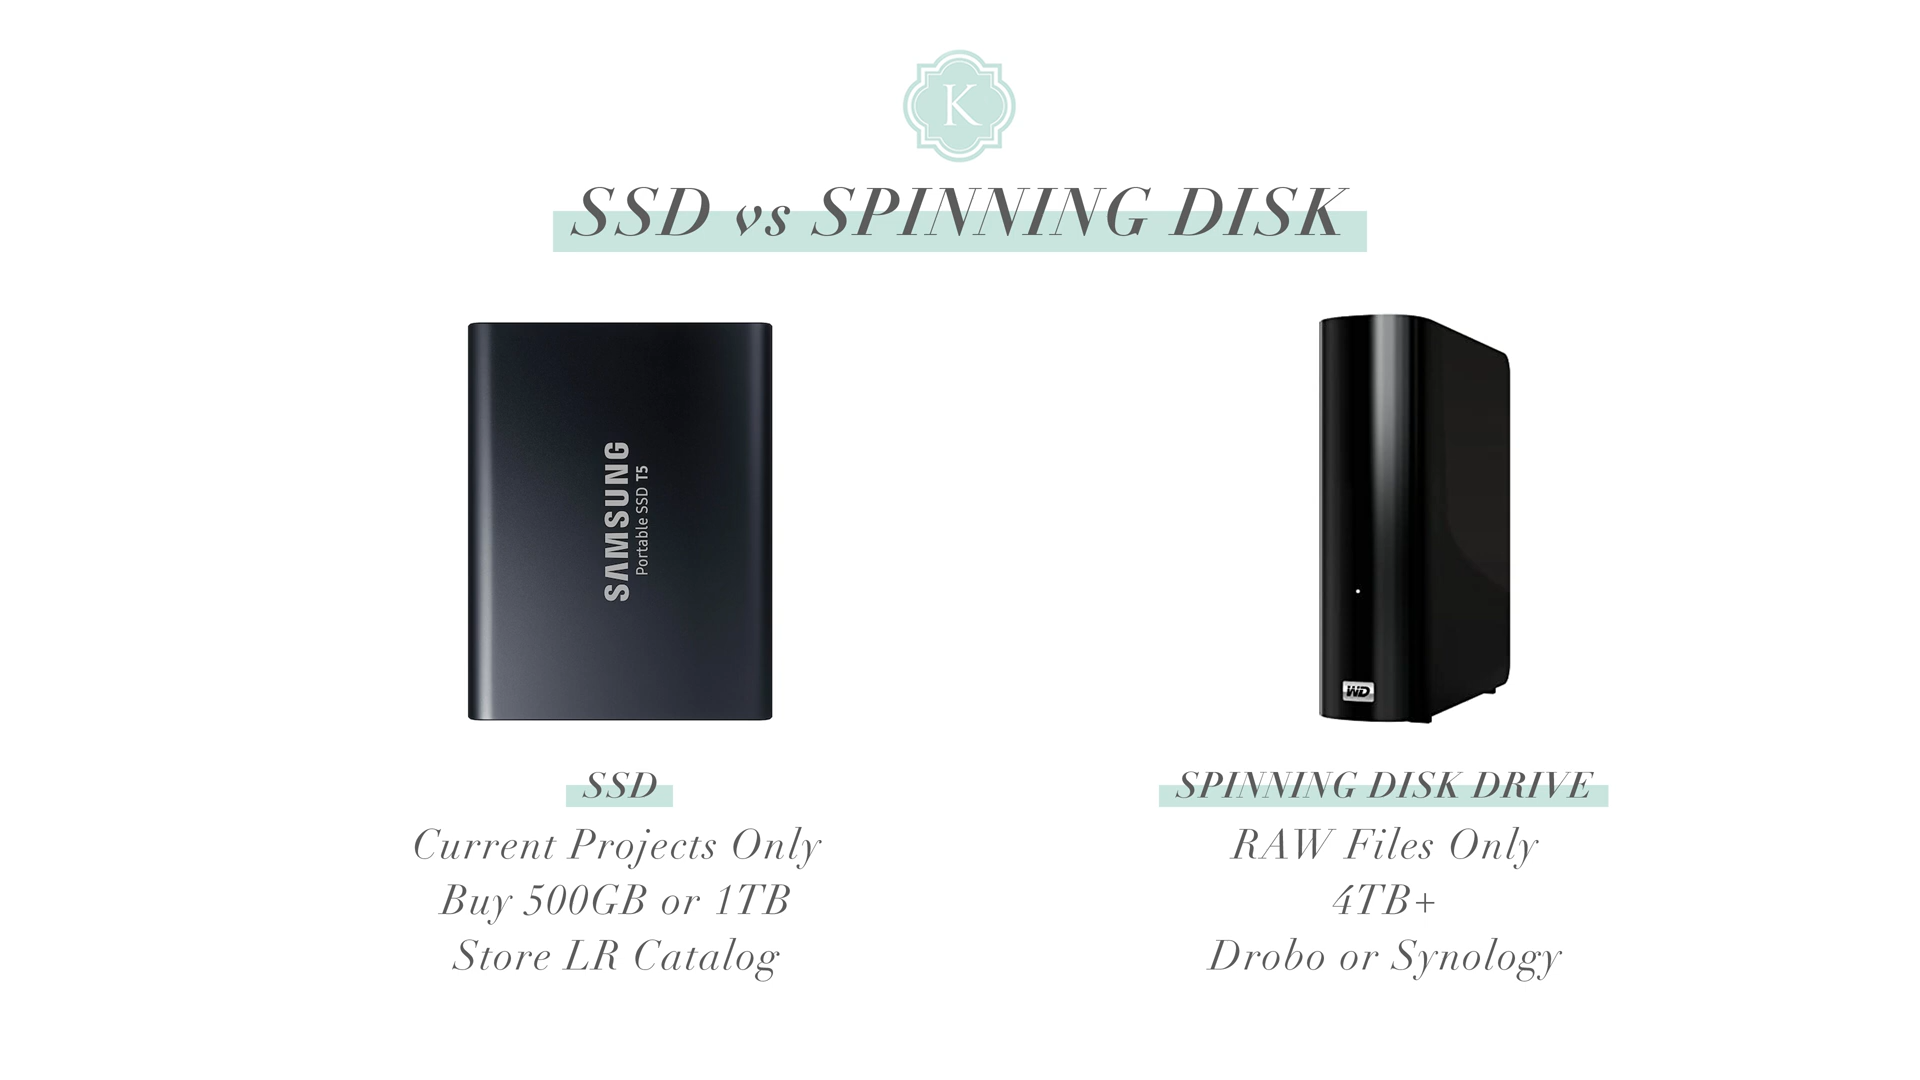 K
SSD vs SPINNING DISK
SAMSUNG
Portable SSD T5
WD
SSD
Current Projects Only
Buy 500GB or 1TB
Store LR Catalog
SPINNING DISK DRIVE
RAW Files Only
4TB+
Drobo or Synology